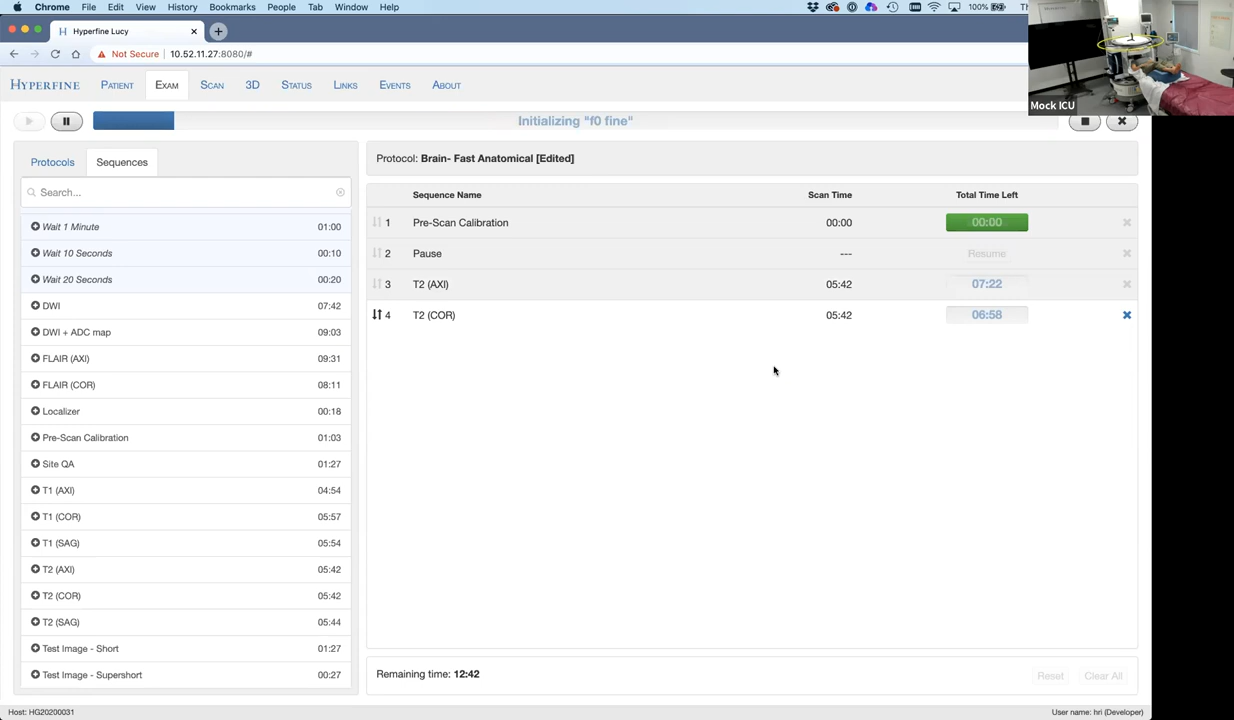 Chrome File Edit View History Bookmarks People Tab Window Help 100%
Hyperfine Lucy
Not Secure 10.52.11.27:8080/#
HYPERFINE PATIENT EXAM SCAN 3D STATUS LINKS EVENTS ABOUT
Mock ICU
Initializing "f0 fine"
Protocols Sequences
Search...
Wait 1 Minute 01:00
Wait 10 Seconds 00:10
Wait 20 Seconds 00:20
DWI 07:42
DWI + ADC map 09:03
FLAIR (AXI) 09:31
FLAIR (COR) 08:11
Localizer 00:18
Pre-Scan Calibration 01:03
Site QA 01:27
T1 (AXI) 04:54
T1 (COR) 05:57
T1 (SAG) 05:54
T2 (AXI) 05:42
T2 (COR) 05:42
T2 (SAG) 05:44
Test Image - Short 01:27
Test Image - Supershort 00:27
Protocol: Brain- Fast Anatomical [Edited]
Sequence Name Scan Time Total Time Left
1 Pre-Scan Calibration 00:00 00:00
2 Pause --- Resume
3 T2 (AXI) 05:42 07:22
4 T2 (COR) 05:42 06:58
Remaining time: 12:42 Reset Clear All
Host: HG20200031 User name: hri (Developer)